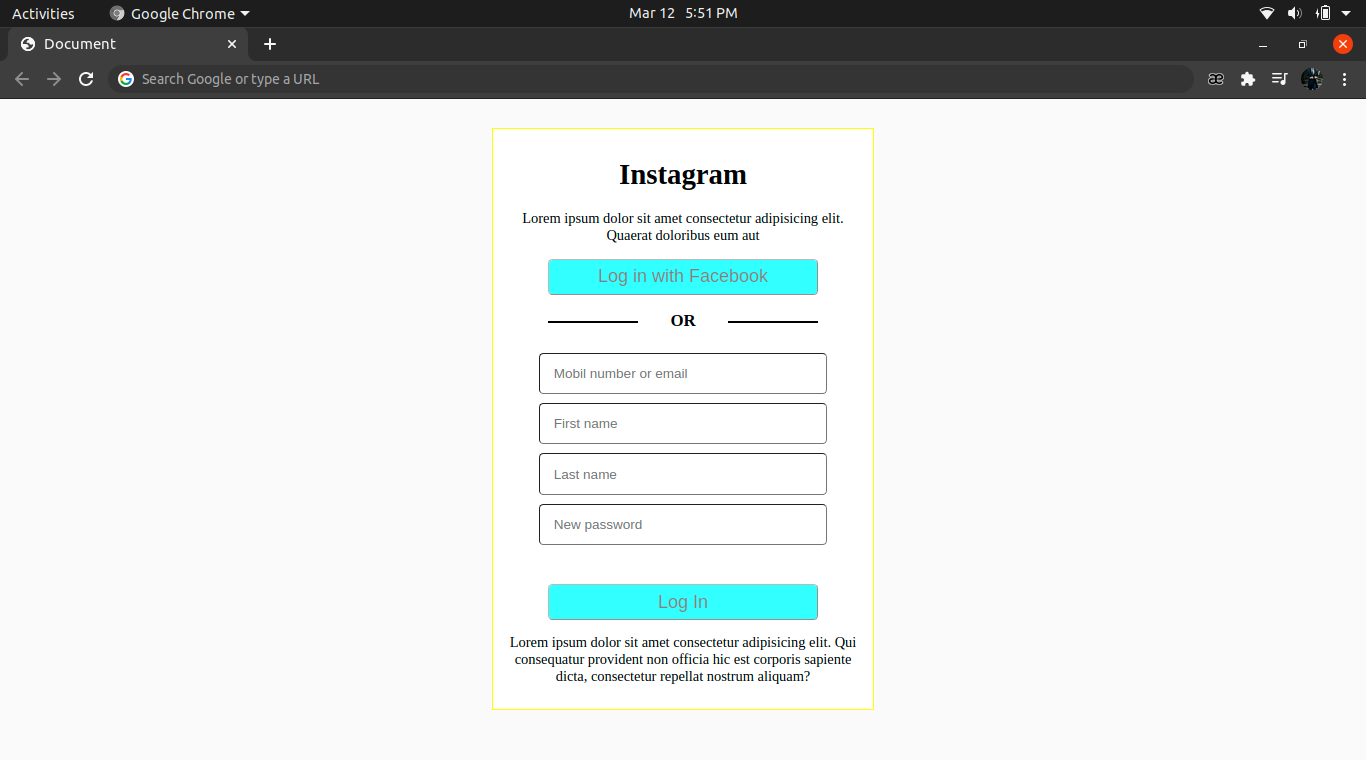 Activities
Google Chrome
Mar 12 5:51 PM
Document
Search Google or type a URL
æ
Instagram
Lorem ipsum dolor sit amet consectetur adipisicing elit.
Quaerat doloribus eum aut
Log in with Facebook
OR
Mobil number or email
First name
Last name
New password
Log In
Lorem ipsum dolor sit amet consectetur adipisicing elit. Qui
consequatur provident non officia hic est corporis sapiente
dicta, consectetur repellat nostrum aliquam?